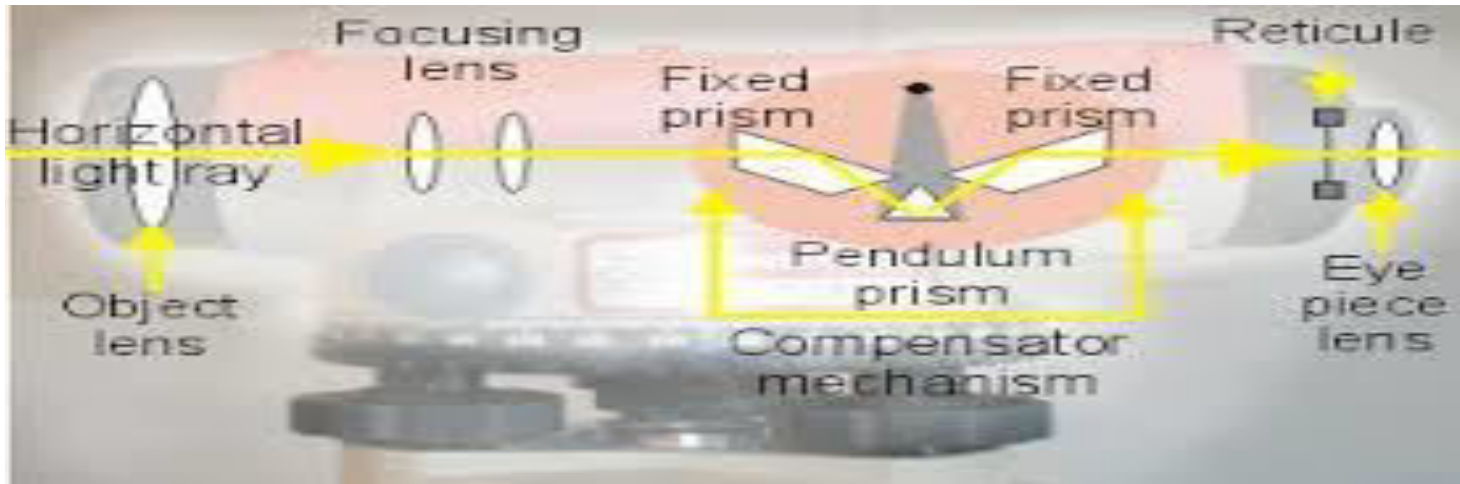 Focusing
lens
Reticule
Fixed
prism
Fixed
prism
Horizontal
light ray
Pendulum
prism
Object
lens
Eye
piece
lens
Compensator
mechanism